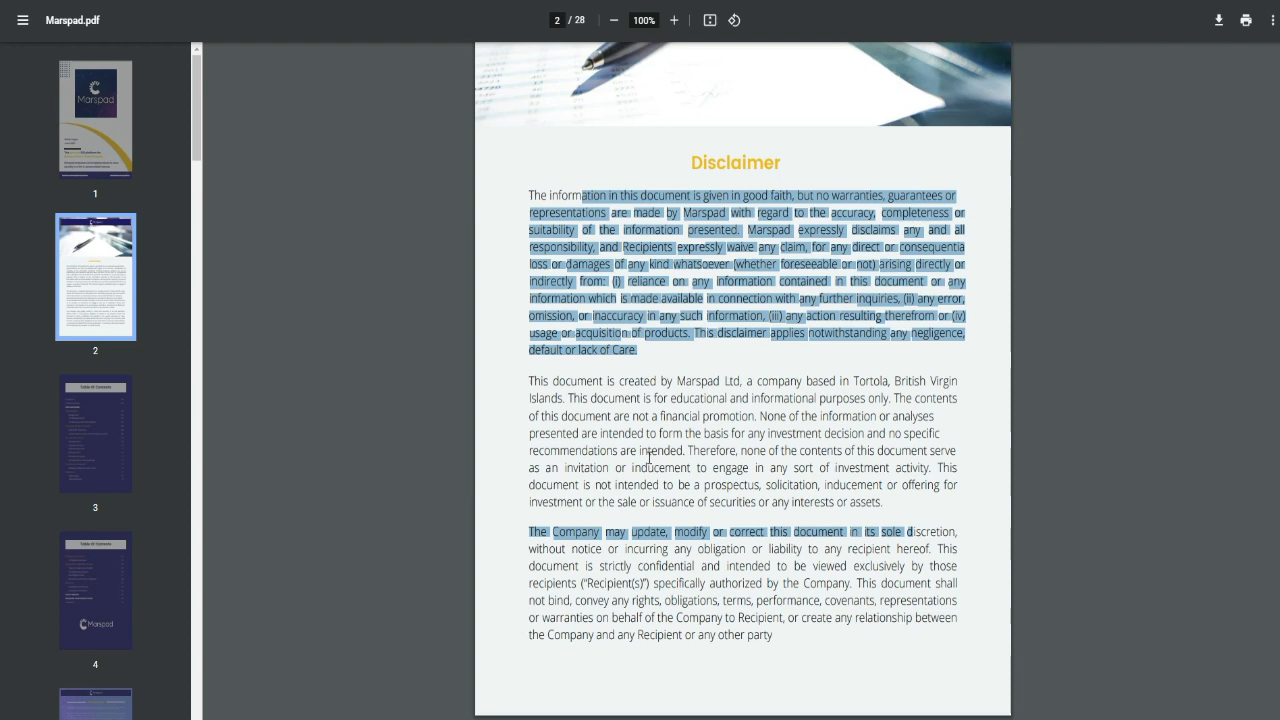 Marspad.pdf
2 / 28
100%
Marspad
1
2
Table of Contents
3
Table of Contents
Marspad
4
Disclaimer
The information in this document is given in good faith, but no warranties, guarantees or
representations are made by Marspad with regard to the accuracy, completeness or
suitability of the information presented. Marspad expressly disclaims any and all
responsibility, and Recipients expressly waive any claim, for any direct or consequentia
loss or damages of any kind whatsoever (whether foreseeable or not) arising directly or
indirectly from: (i) reliance on any information contained in this document or any
information which is made available in connection with any further inquiries, (ii) any error,
omission, or inaccuracy in any such information, (iii) any action resulting therefrom or (iv)
usage or acquisition of products. This disclaimer applies notwithstanding any negligence,
default or lack of Care.
This document is created by Marspad Ltd, a company based in Tortola, British Virgin
Islands. This document is for educational and informational purposes only. The contents
of this document are not a financial promotion. None of the information or analyses
presented are intended to form the basis for any investment decision and no specific
recommendations are intended. Therefore, none of the contents of this document serve
as an invitation or inducement to engage in any sort of investment activity. This
document is not intended to be a prospectus, solicitation, inducement or offering for
investment or the sale or issuance of securities or any interests or assets.
The Company may update, modify or correct this document in its sole discretion,
without notice or incurring any obligation or liability to any recipient hereof. This
document is strictly confidential and intended to be viewed exclusively by those
recipients (“Recipient(s)”) specifically authorized by the Company. This document shall
not bind, convey any rights, obligations, terms, performance, covenants, representations
or warranties on behalf of the Company to Recipient, or create any relationship between
the Company and any Recipient or any other party